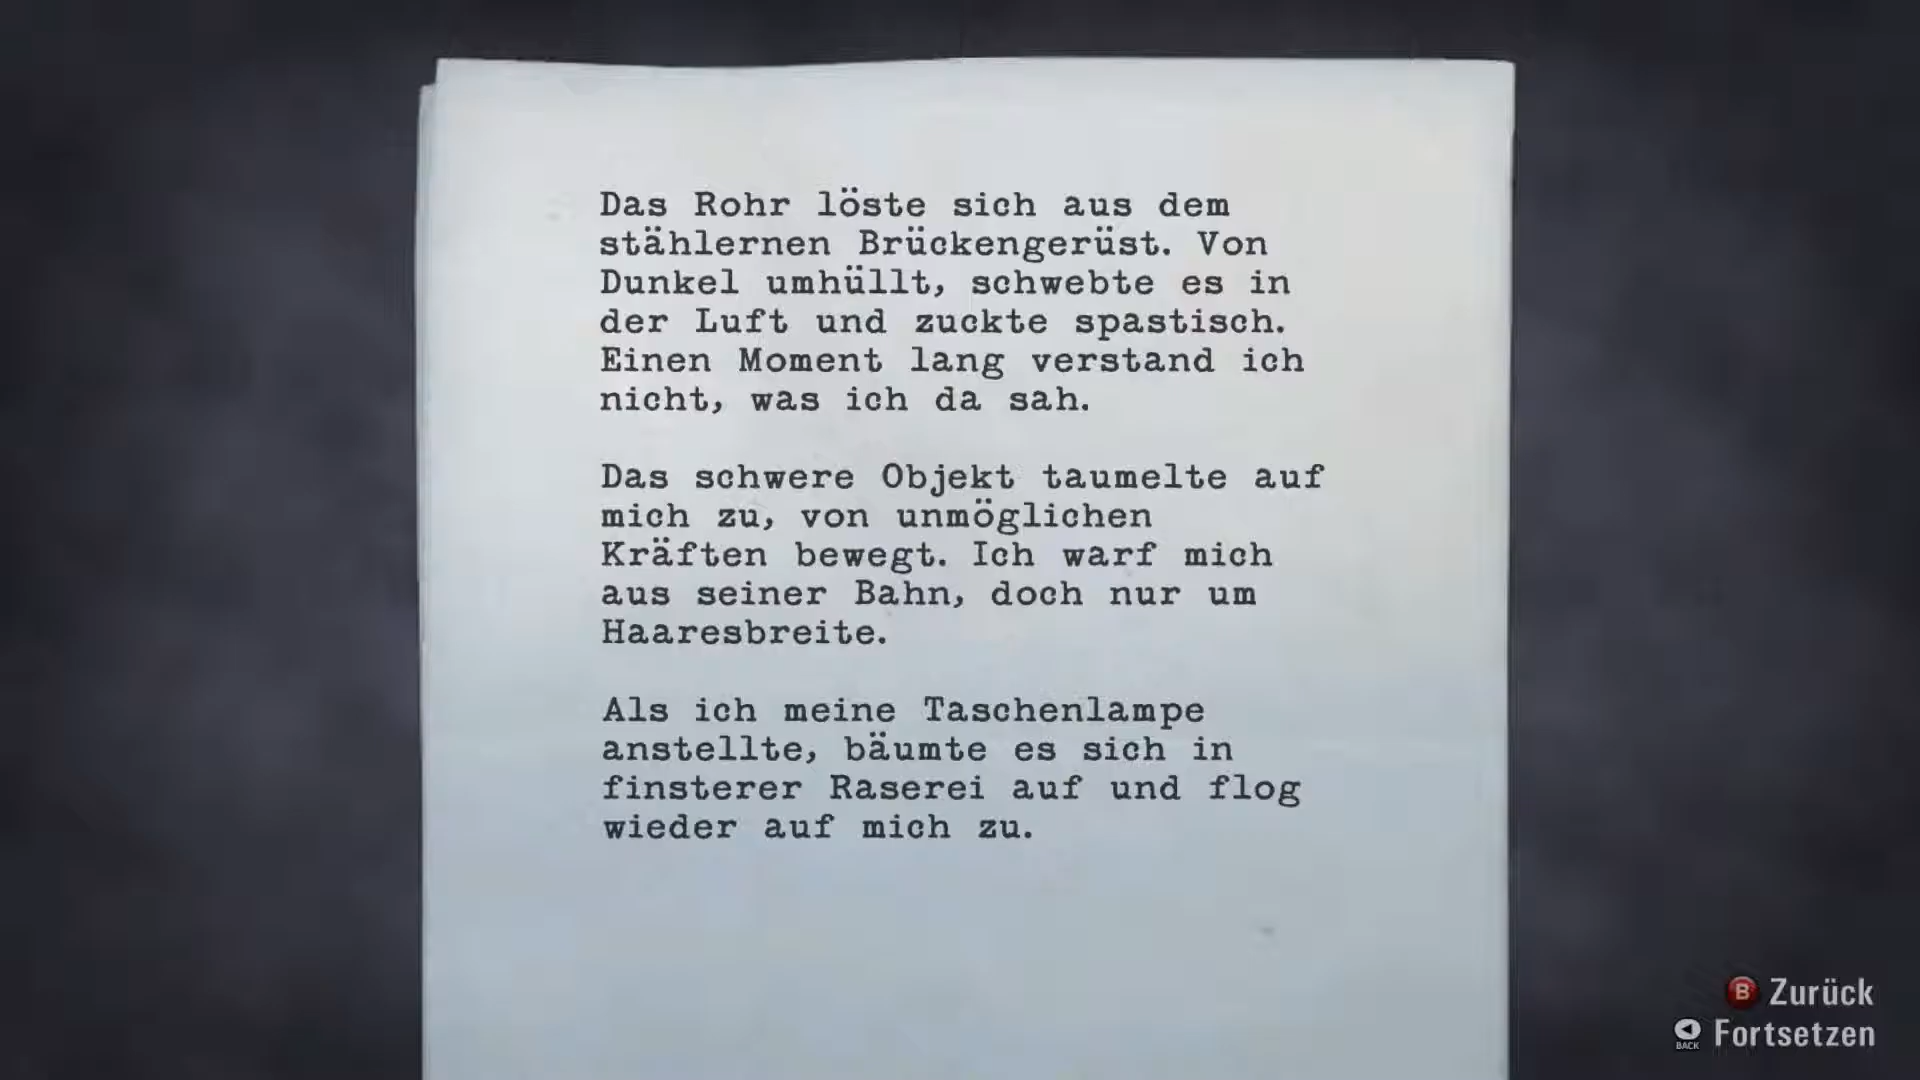 Das Rohr löste sich aus dem
stählernen Brückengerüst. Von
Dunkel umhüllt, schwebte es in
der Luft und zuckte spastisch.
Einen Moment lang verstand ich
nicht, was ich da sah.
Das schwere Objekt taumelte auf
mich zu, von unmöglichen
Kräften bewegt. Ich warf mich
aus seiner Bahn, doch nur um
Haaresbreite.
Als ich meine Taschenlampe
anstellte, bäumte es sich in
finsterer Raserei auf und flog
wieder auf mich zu.
B Zurück
BACK Fortsetzen